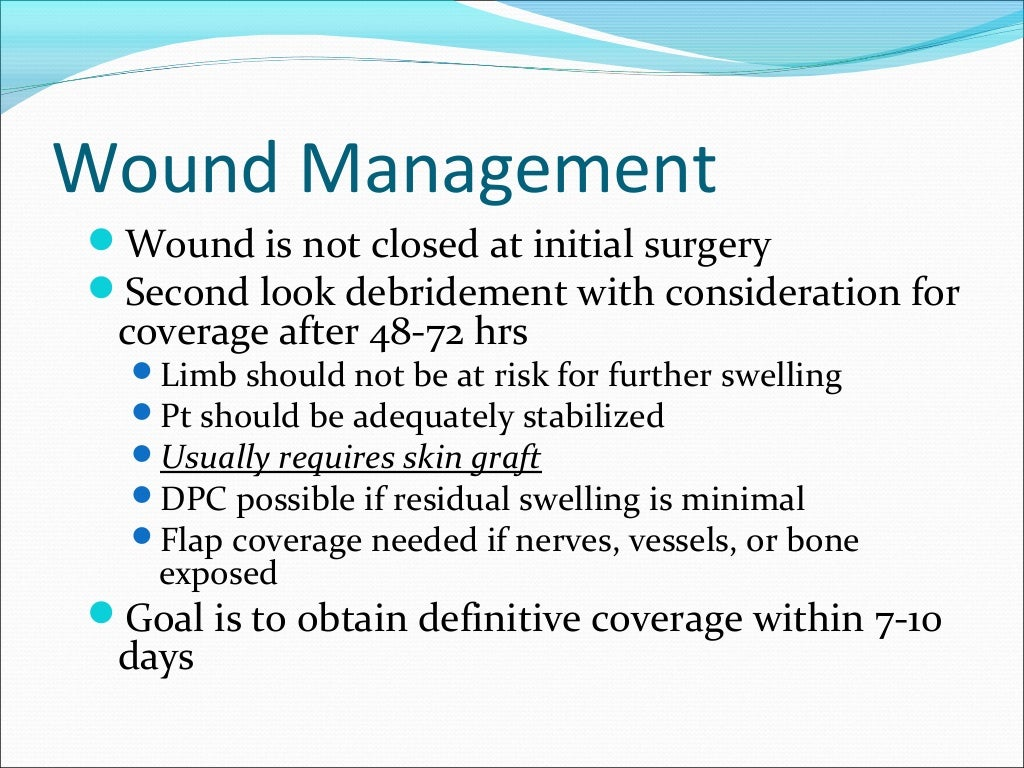 Wound Management
Wound is not closed at initial surgery
Second look debridement with consideration for
coverage after 48-72 hrs
Limb should not be at risk for further swelling
Pt should be adequately stabilized
Usually requires skin graft
DPC possible if residual swelling is minimal
Flap coverage needed if nerves, vessels, or bone
exposed
Goal is to obtain definitive coverage within 7-10
days